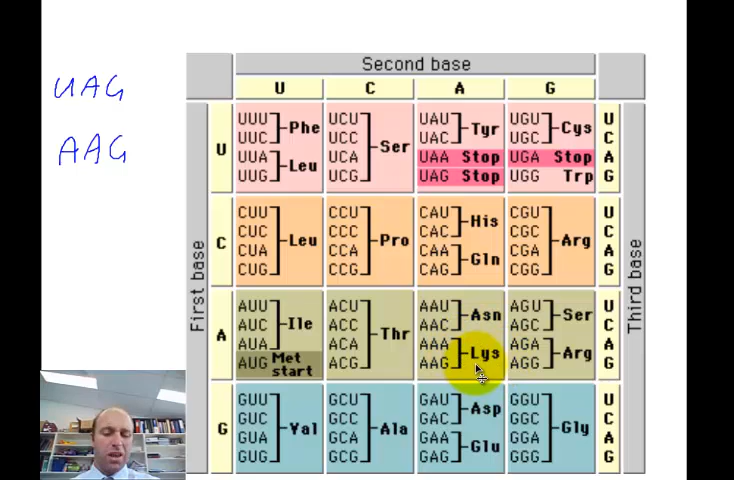 UAG
AAG
Second base
U C A G
First base
Third base
U
UUU UUC Phe
UUA UUG Leu
UCU UCC UCA UCG Ser
UAU UAC Tyr
UAA Stop
UAG Stop
UGU UGC Cys
UGA Stop
UGG Trp
U C A G
C
CUU CUC CUA CUG Leu
CCU CCC CCA CCG Pro
CAU CAC His
CAA CAG Gln
CGU CGC CGA CGG Arg
U C A G
A
AUU AUC AUA Ile
AUG Met start
ACU ACC ACA ACG Thr
AAU AAC Asn
AAA AAG Lys
AGU AGC Ser
AGA AGG Arg
U C A G
G
GUU GUC GUA GUG Val
GCU GCC GCA GCG Ala
GAU GAC Asp
GAA GAG Glu
GGU GGC GGA GGG Gly
U C A G